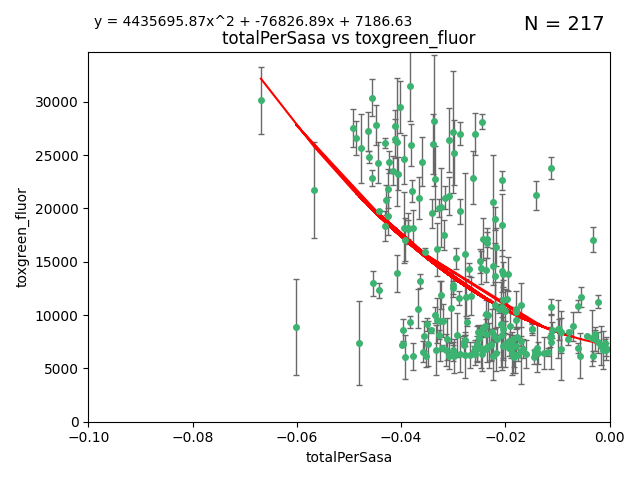 y = 4435695.87x^2 + -76826.89x + 7186.63
N = 217
totalPerSasa vs toxgreen_fluor
30000
25000
20000
15000
10000
5000
0
toxgreen_fluor
−0.10 −0.08 −0.06 −0.04 −0.02 0.00
totalPerSasa